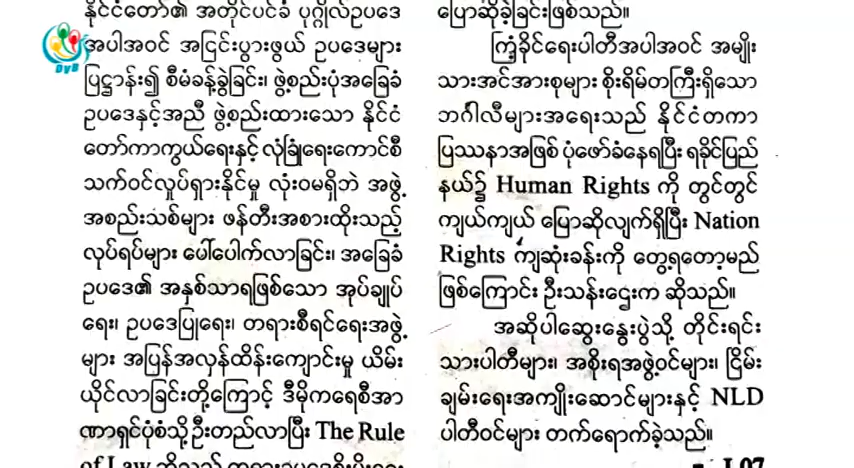 နိုင်ငံတော်၏ အတိုင်ပင်ခံ ပုဂ္ဂိုလ်ဥပဒေ
အပါအဝင် အငြင်းပွားဖွယ် ဥပဒေများ
ပြဋ္ဌာန်း၍ စီမံခန့်ခွဲခြင်း၊ ဖွဲ့စည်းပုံအခြေခံ
ဥပဒေနှင့်အညီ ဖွဲ့စည်းထားသော နိုင်ငံ
တော်ကာကွယ်ရေးနှင့် လုံခြုံရေးကောင်စီ
သက်ဝင်လှုပ်ရှားနိုင်မှု လုံးဝမရှိဘဲ အဖွဲ့
အစည်းသစ်များ ဖန်တီးအစားထိုးသည့်
လုပ်ရပ်များ ပေါ်ပေါက်လာခြင်း၊ အခြေခံ
ဥပဒေ၏ အနှစ်သာရဖြစ်သော အုပ်ချုပ်
ရေး၊ ဥပဒေပြုရေး၊ တရားစီရင်ရေးအဖွဲ့
များ အပြန်အလှန်ထိန်းကျောင်းမှု ယိမ်း
ယိုင်လာခြင်းတို့ကြောင့် ဒီမိုကရေစီအာ
ဏာရှင်ပုံစံသို့ ဦးတည်လာပြီး The Rule
of Law ဆိုသည့် တရားဥပဒေစိုးမိုးရေး
ပြောဆိုခဲ့ခြင်းဖြစ်သည်။
ကြံ့ခိုင်ရေးပါတီအပါအဝင် အမျိုး
သားအင်အားစုများ စိုးရိမ်တကြီးရှိသော
ဘင်္ဂါလီများအရေးသည် နိုင်ငံတကာ
ပြဿနာအဖြစ် ပုံဖော်ခံနေရပြီး ရခိုင်ပြည်
နယ်၌ Human Rights ကို တွင်တွင်
ကျယ်ကျယ် ပြောဆိုလျက်ရှိပြီး Nation
Rights ကျဆုံးခန်းကို တွေ့ရတော့မည်
ဖြစ်ကြောင်း ဦးသန်းဌေးက ဆိုသည်။
အဆိုပါဆွေးနွေးပွဲသို့ တိုင်းရင်း
သားပါတီများ၊ အစိုးရအဖွဲ့ဝင်များ၊ ငြိမ်း
ချမ်းရေးအကျိုးဆောင်များနှင့် NLD
ပါတီဝင်များ တက်ရောက်ခဲ့သည်။
L07
DVB